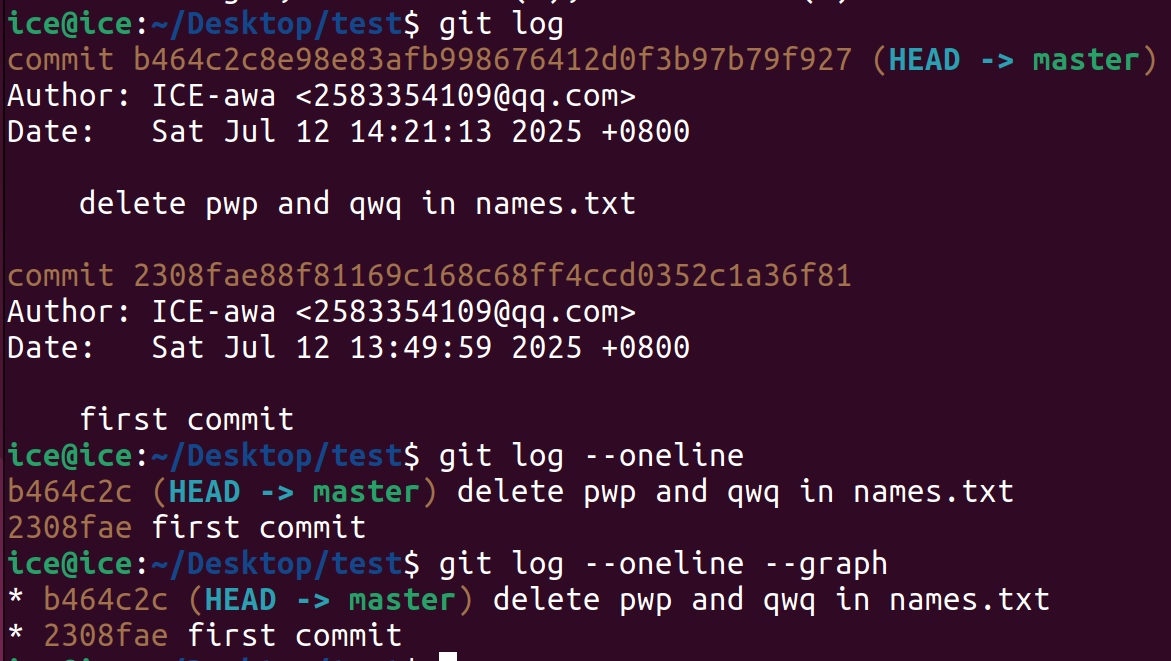 ice@ice:~/Desktop/test$ git log
commit b464c2c8e98e83afb998676412d0f3b97b79f927 (HEAD -> master)
Author: ICE-awa <2583354109@qq.com>
Date:   Sat Jul 12 14:21:13 2025 +0800
    delete pwp and qwq in names.txt
commit 2308fae88f81169c168c68ff4ccd0352c1a36f81
Author: ICE-awa <2583354109@qq.com>
Date:   Sat Jul 12 13:49:59 2025 +0800
    first commit
ice@ice:~/Desktop/test$ git log --oneline
b464c2c (HEAD -> master) delete pwp and qwq in names.txt
2308fae first commit
ice@ice:~/Desktop/test$ git log --oneline --graph
* b464c2c (HEAD -> master) delete pwp and qwq in names.txt
* 2308fae first commit